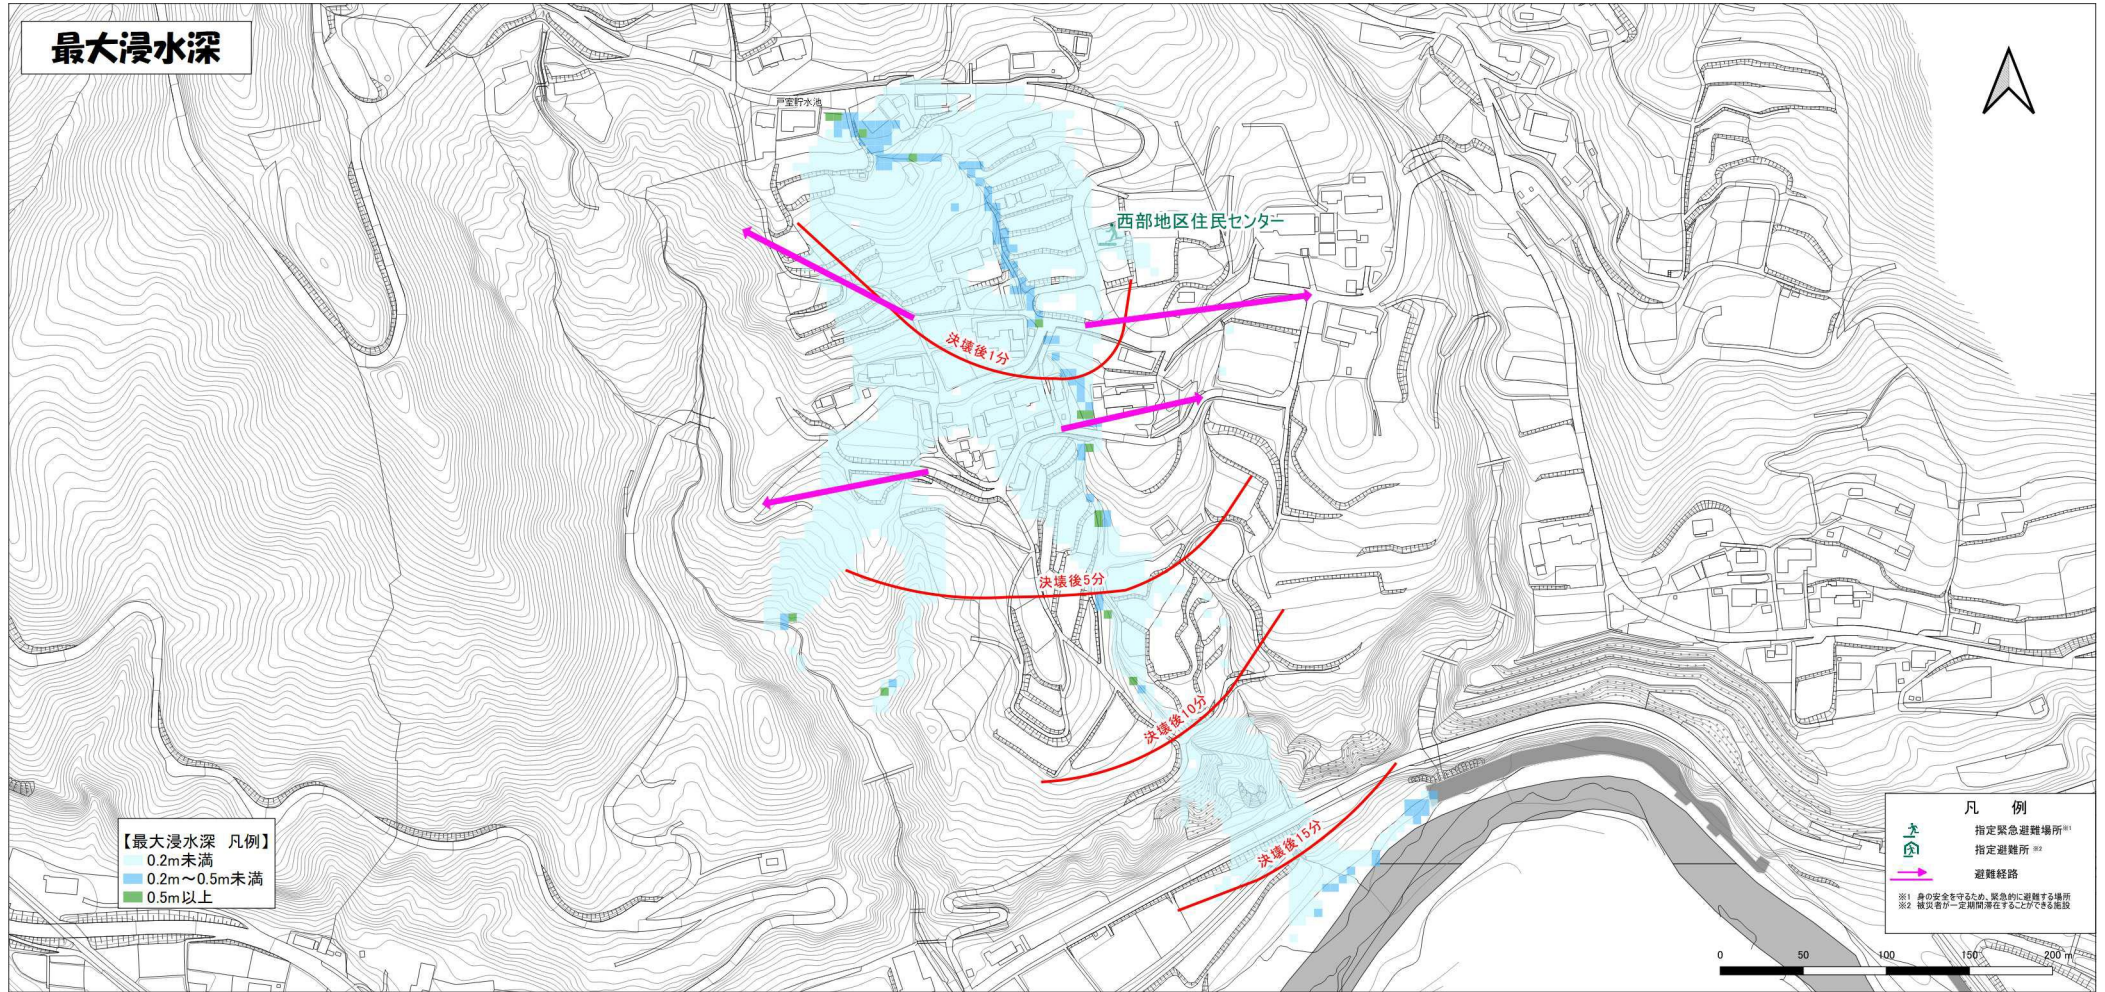 最大浸水深
戸室貯水池
西部地区住民センター
決壊後1分
決壊後5分
決壊後10分
決壊後15分
【最大浸水深 凡例】
0.2m未満
0.2m～0.5m未満
0.5m以上
凡 例
指定緊急避難場所※1
指定避難所 ※2
避難経路
※1 身の安全を守るため、緊急的に避難する場所
※2 被災者が一定期間滞在することができる施設
0 50 100 150 200 m